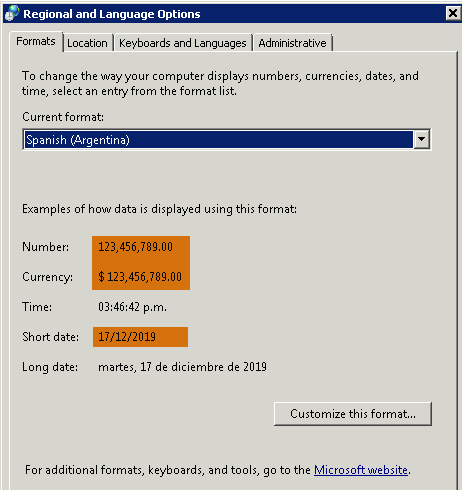 Regional and Language Options
Formats Location Keyboards and Languages Administrative
To change the way your computer displays numbers, currencies, dates, and
time, select an entry from the format list.
Current format:
Spanish (Argentina)
Examples of how data is displayed using this format:
Number: 123,456,789.00
Currency: $ 123,456,789.00
Time: 03:46:42 p.m.
Short date: 17/12/2019
Long date: martes, 17 de diciembre de 2019
Customize this format...
For additional formats, keyboards, and tools, go to the Microsoft website.